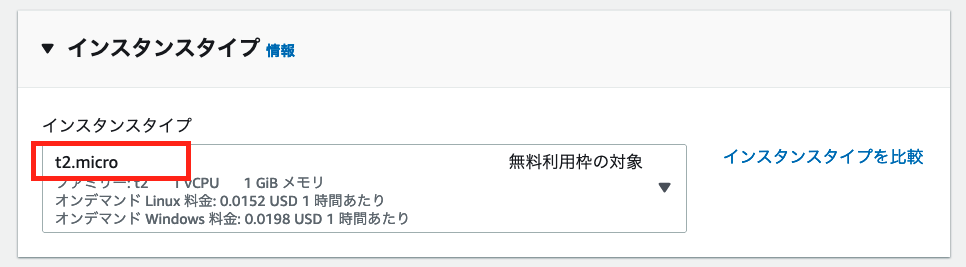 ▼ インスタンスタイプ 情報
インスタンスタイプ
t2.micro 無料利用枠の対象
ファミリー: t2 1 vCPU 1 GiB メモリ
オンデマンド Linux 料金: 0.0152 USD 1 時間あたり
オンデマンド Windows 料金: 0.0198 USD 1 時間あたり
インスタンスタイプを比較